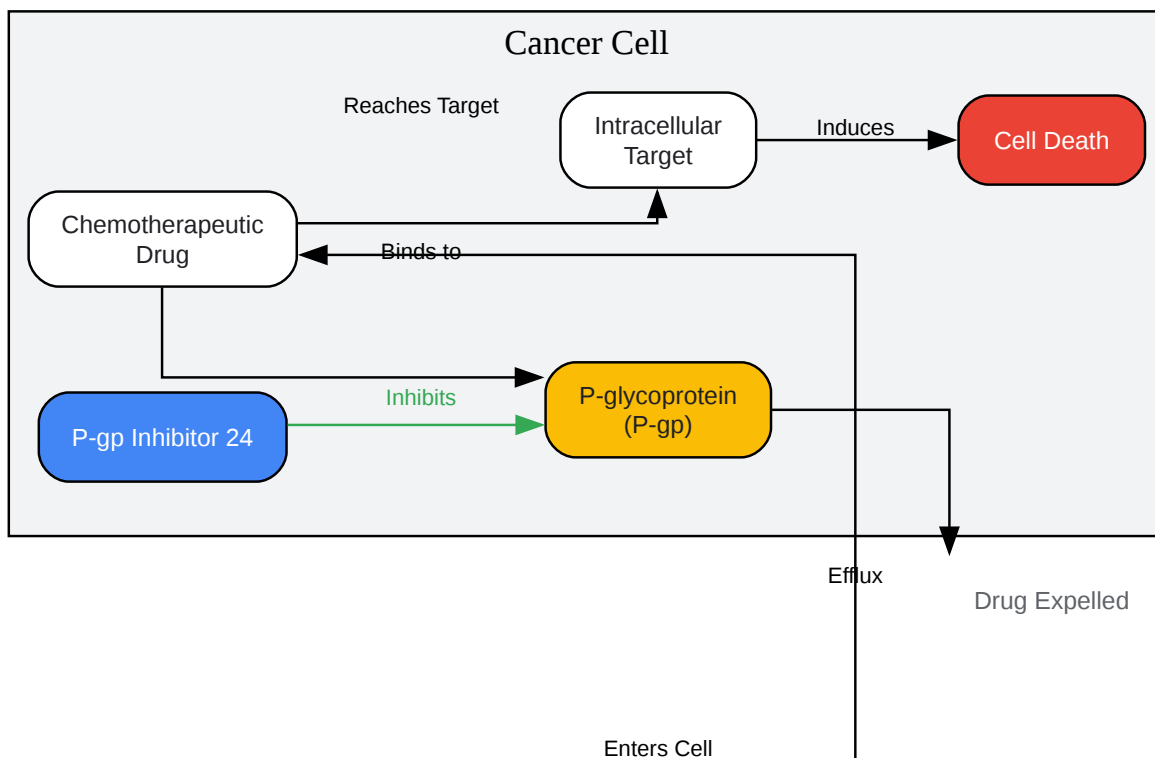 Cancer Cell
Reaches Target
Intracellular
Target
Induces
Cell Death
Chemotherapeutic
Drug
Binds to
Inhibits
P-glycoprotein
(P-gp)
P-gp Inhibitor 24
Efflux
Drug Expelled
Enters Cell